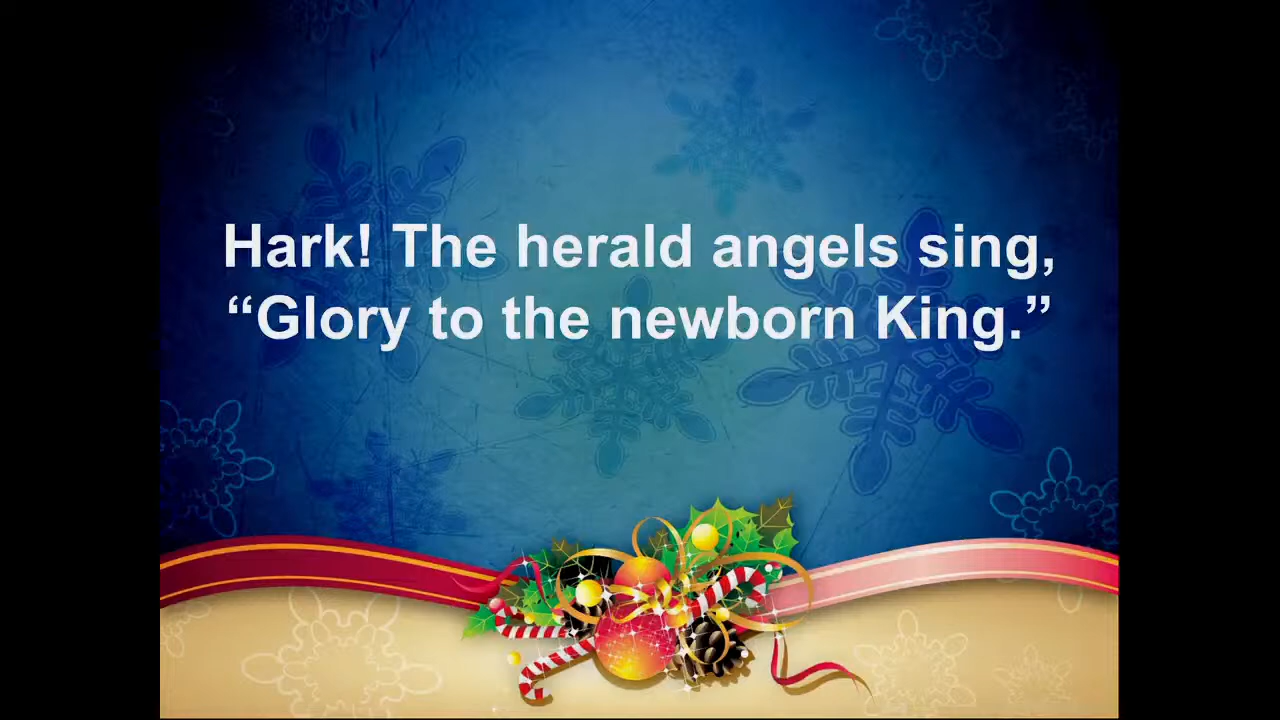 Hark! The herald angels sing,
“Glory to the newborn King.”